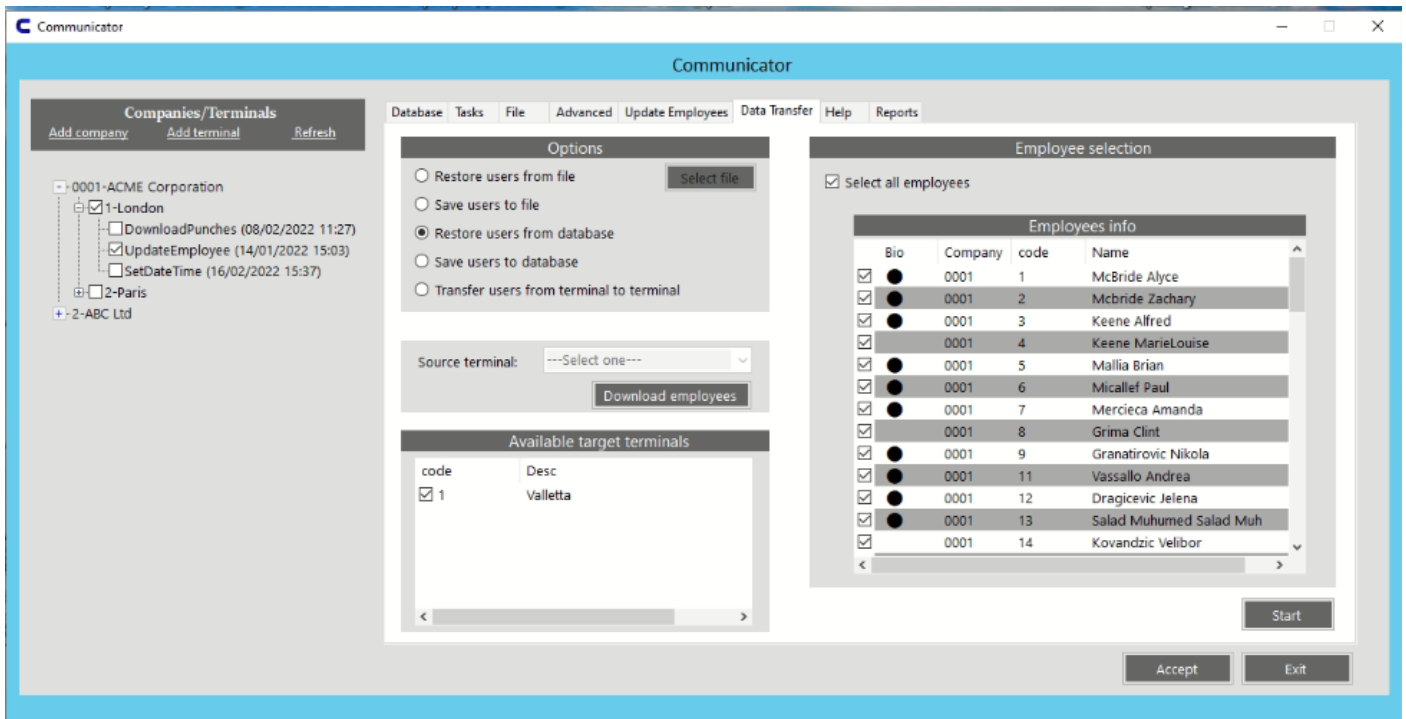 Communicator
Communicator
Companies/Terminals
Add company Add terminal Refresh
0001-ACME Corporation
1-London
DownloadPunches (08/02/2022 11:27)
UpdateEmployee (14/01/2022 15:03)
SetDateTime (16/02/2022 15:37)
2-Paris
2-ABC Ltd
Database Tasks File Advanced Update Employees Data Transfer Help Reports
Options
Restore users from file Select file
Save users to file
Restore users from database
Save users to database
Transfer users from terminal to terminal
Source terminal: ---Select one---
Download employees
Available target terminals
code Desc
1 Valletta
Employee selection
Select all employees
Employees info
Bio Company code Name
0001 1 McBride Alyce
0001 2 Mcbride Zachary
0001 3 Keene Alfred
0001 4 Keene MarieLouise
0001 5 Mallia Brian
0001 6 Micallef Paul
0001 7 Mercieca Amanda
0001 8 Grima Clint
0001 9 Granatirovic Nikola
0001 11 Vassallo Andrea
0001 12 Dragicevic Jelena
0001 13 Salad Muhumed Salad Muh
0001 14 Kovandzic Velibor
Start
Accept Exit